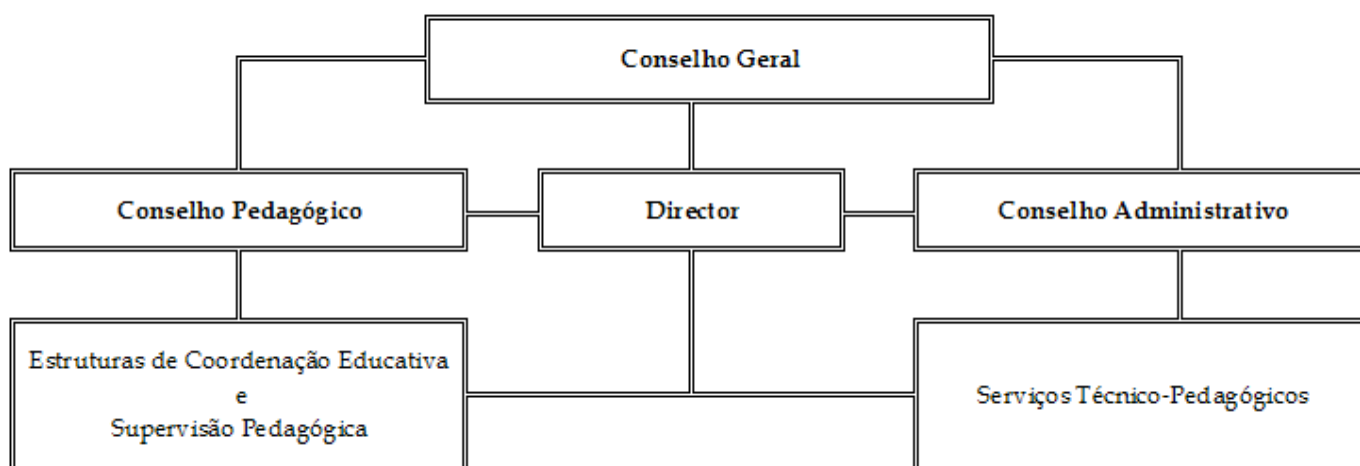 Conselho Geral
Conselho Pedagógico
Director
Conselho Administrativo
Estruturas de Coordenação Educativa
e
Supervisão Pedagógica
Serviços Técnico-Pedagógicos